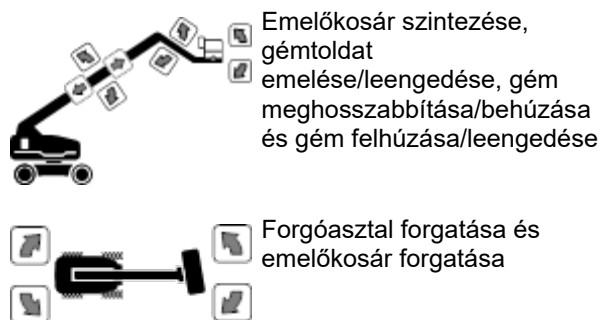 Emelőkosár szintezése,
gémtoldat
emelése/leengedése, gém
meghosszabbítása/behúzása
és gém felhúzása/leengedése
Forgóasztal forgatása és
emelőkosár forgatása